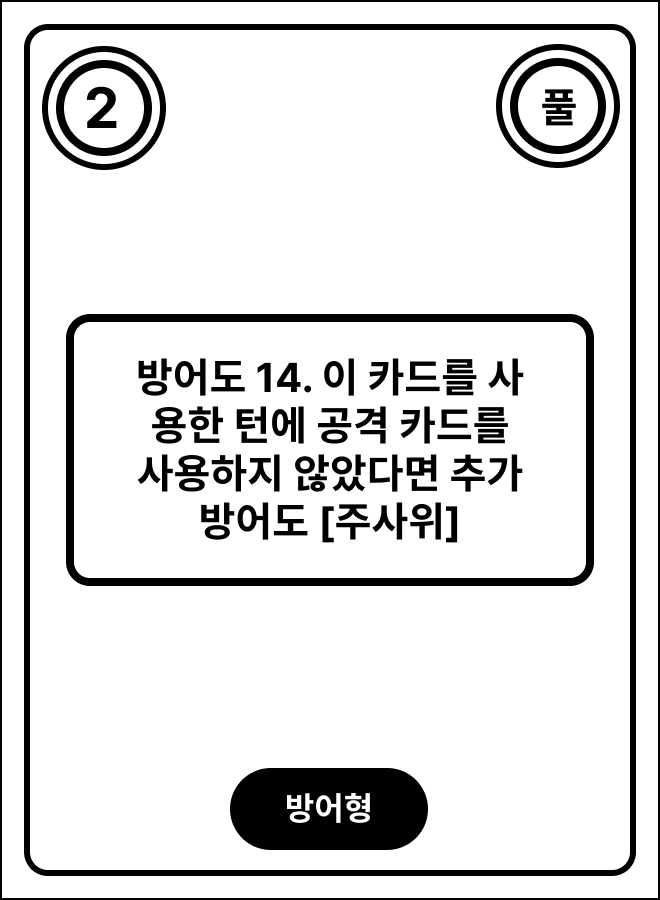 2
풀
방어도 14. 이 카드를 사
용한 턴에 공격 카드를
사용하지 않았다면 추가
방어도 [주사위]
방어형